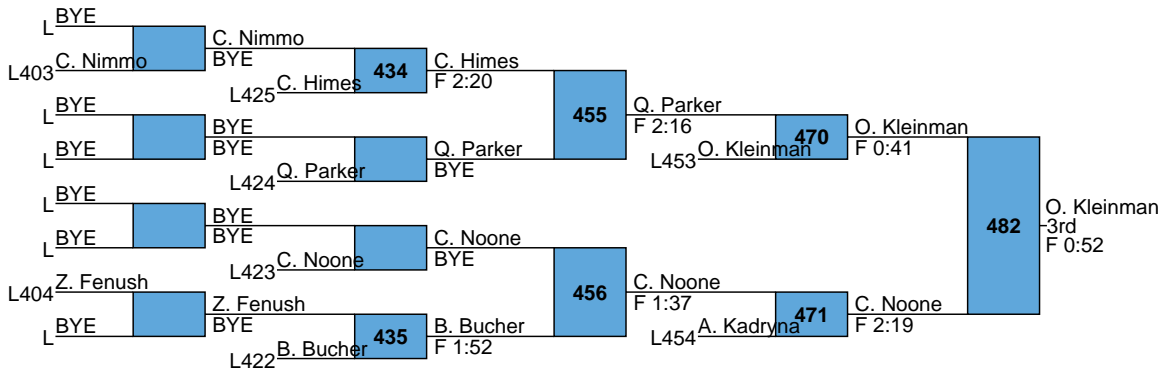 L BYE
L403 C. Nimmo
C. Nimmo
BYE
L425 C. Himes
434
C. Himes
F 2:20
L BYE
L BYE
BYE
BYE
L424 Q. Parker
Q. Parker
BYE
455
Q. Parker
F 2:16
L453 O. Kleinman
470
O. Kleinman
F 0:41
L BYE
L BYE
BYE
BYE
L423 C. Noone
C. Noone
BYE
L404 Z. Fenush
L BYE
Z. Fenush
BYE
L422 B. Bucher
435
B. Bucher
F 1:52
456
C. Noone
F 1:37
L454 A. Kadryna
471
C. Noone
F 2:19
482
O. Kleinman
3rd
F 0:52